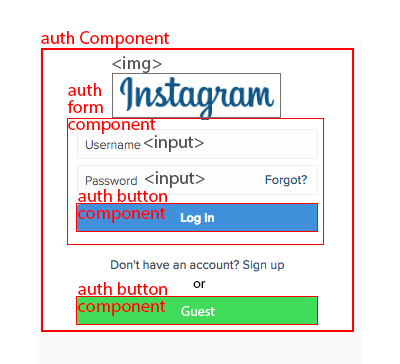 auth Component
<img>
auth
form
component
Instagram
Username <input>
Password <input> Forgot?
auth button
component
Log in
Don't have an account? Sign up
or
auth button
component
Guest